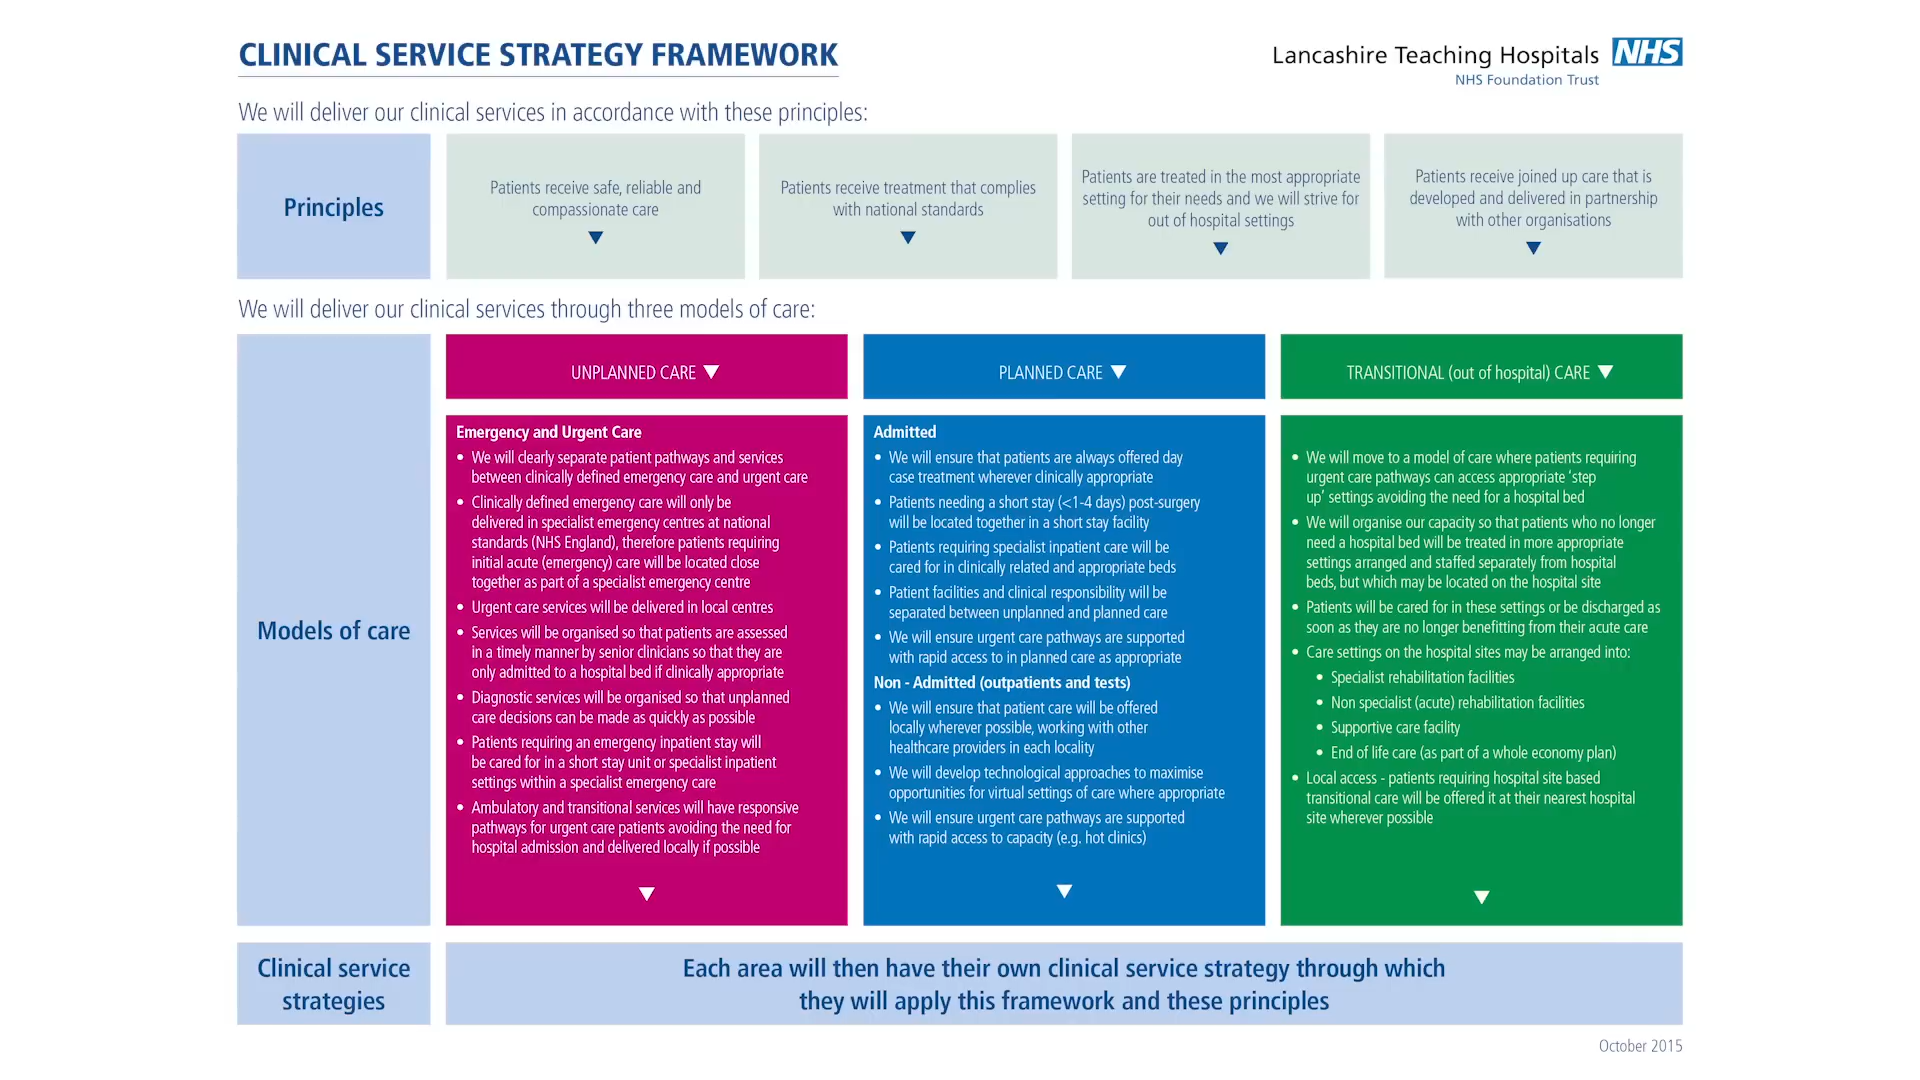 CLINICAL SERVICE STRATEGY FRAMEWORK
Lancashire Teaching Hospitals NHS
NHS Foundation Trust
We will deliver our clinical services in accordance with these principles:
Principles
Patients receive safe, reliable and
compassionate care
Patients receive treatment that complies
with national standards
Patients are treated in the most appropriate
setting for their needs and we will strive for
out of hospital settings
Patients receive joined up care that is
developed and delivered in partnership
with other organisations
We will deliver our clinical services through three models of care:
Models of care
UNPLANNED CARE
Emergency and Urgent Care
• We will clearly separate patient pathways and services
between clinically defined emergency care and urgent care
• Clinically defined emergency care will only be
delivered in specialist emergency centres at national
standards (NHS England), therefore patients requiring
initial acute (emergency) care will be located close
together as part of a specialist emergency centre
• Urgent care services will be delivered in local centres
• Services will be organised so that patients are assessed
in a timely manner by senior clinicians so that they are
only admitted to a hospital bed if clinically appropriate
• Diagnostic services will be organised so that unplanned
care decisions can be made as quickly as possible
• Patients requiring an emergency inpatient stay will
be cared for in a short stay unit or specialist inpatient
settings within a specialist emergency care
• Ambulatory and transitional services will have responsive
pathways for urgent care patients avoiding the need for
hospital admission and delivered locally if possible
PLANNED CARE
Admitted
• We will ensure that patients are always offered day
case treatment wherever clinically appropriate
• Patients needing a short stay (<1-4 days) post-surgery
will be located together in a short stay facility
• Patients requiring specialist inpatient care will be
cared for in clinically related and appropriate beds
• Patient facilities and clinical responsibility will be
separated between unplanned and planned care
• We will ensure urgent care pathways are supported
with rapid access to in planned care as appropriate
Non - Admitted (outpatients and tests)
• We will ensure that patient care will be offered
locally wherever possible, working with other
healthcare providers in each locality
• We will develop technological approaches to maximise
opportunities for virtual settings of care where appropriate
• We will ensure urgent care pathways are supported
with rapid access to capacity (e.g. hot clinics)
TRANSITIONAL (out of hospital) CARE
• We will move to a model of care where patients requiring
urgent care pathways can access appropriate ‘step
up’ settings avoiding the need for a hospital bed
• We will organise our capacity so that patients who no longer
need a hospital bed will be treated in more appropriate
settings arranged and staffed separately from hospital
beds, but which may be located on the hospital site
• Patients will be cared for in these settings or be discharged as
soon as they are no longer benefitting from their acute care
• Care settings on the hospital sites may be arranged into:
• Specialist rehabilitation facilities
• Non specialist (acute) rehabilitation facilities
• Supportive care facility
• End of life care (as part of a whole economy plan)
• Local access - patients requiring hospital site based
transitional care will be offered it at their nearest hospital
site wherever possible
Clinical service
strategies
Each area will then have their own clinical service strategy through which
they will apply this framework and these principles
October 2015